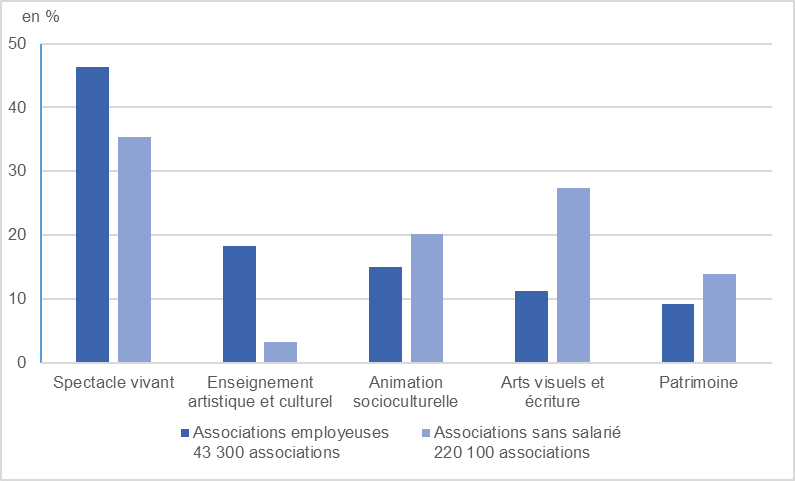 en %
50
40
30
20
10
0
Spectacle vivant
Enseignement
artistique et culturel
Animation
socioculturelle
Arts visuels et
écriture
Patrimoine
Associations employeuses
43 300 associations
Associations sans salarié
220 100 associations